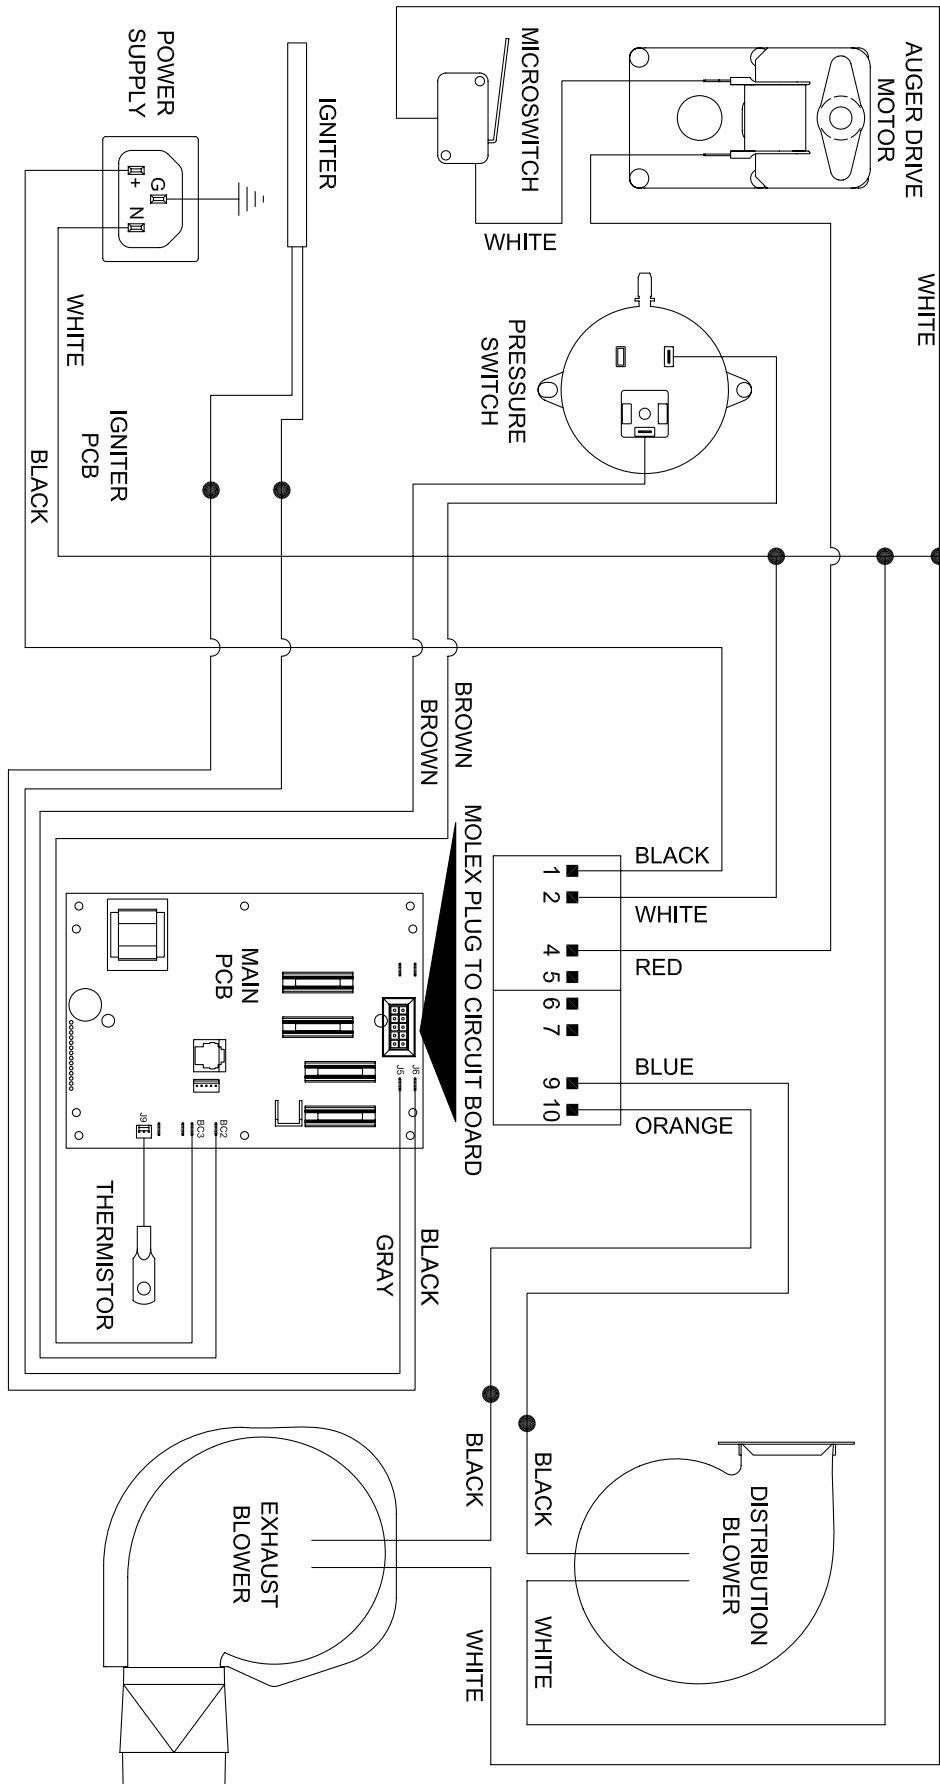 AUGER DRIVE
MOTOR
WHITE
MICROSWITCH
WHITE
PRESSURE
SWITCH
IGNITER
POWER
SUPPLY
+
G
N
WHITE
BLACK
IGNITER
PCB
BROWN
BROWN
BLACK
WHITE
RED
BLUE
ORANGE
1
2
4
5
6
7
9
10
MOLEX PLUG TO CIRCUIT BOARD
MAIN
PCB
J6
J5
BC2
BC3
J9
THERMISTOR
BLACK
GRAY
DISTRIBUTION
BLOWER
BLACK
WHITE
BLACK
WHITE
EXHAUST
BLOWER